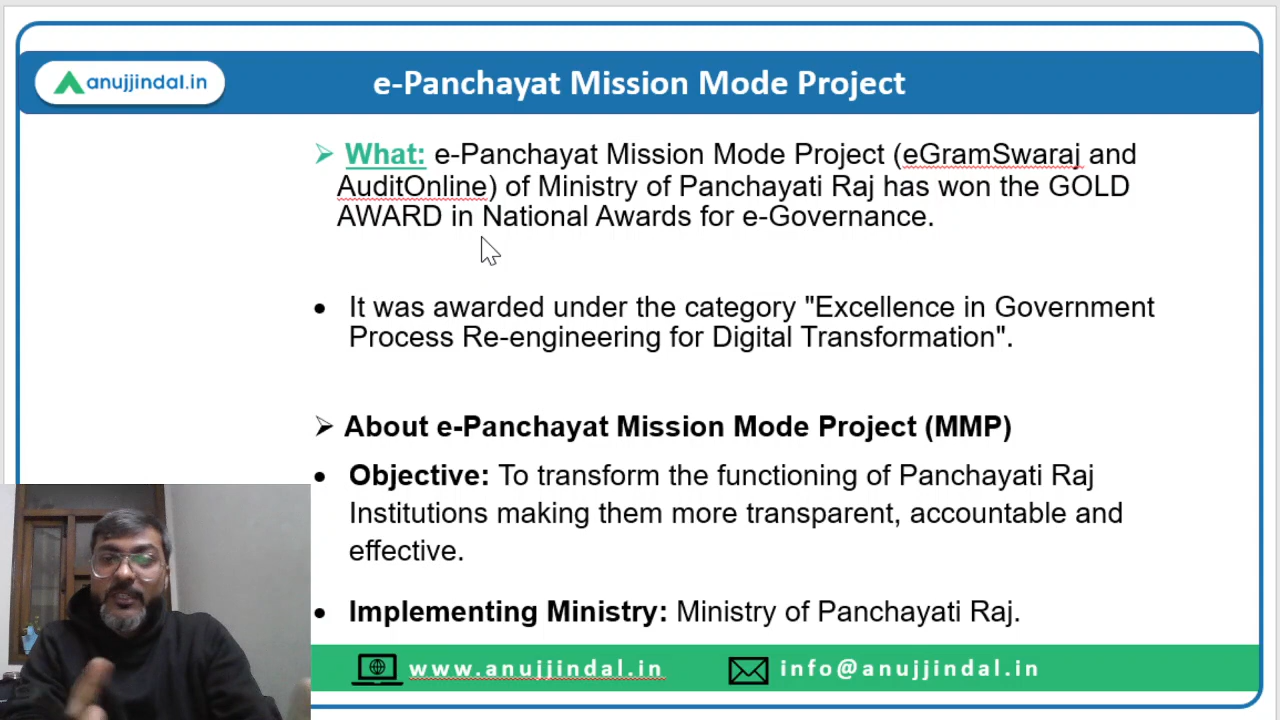 anujjindal.in
e-Panchayat Mission Mode Project
➢ What: e-Panchayat Mission Mode Project (eGramSwaraj and
AuditOnline) of Ministry of Panchayati Raj has won the GOLD
AWARD in National Awards for e-Governance.
• It was awarded under the category "Excellence in Government
Process Re-engineering for Digital Transformation".
➢ About e-Panchayat Mission Mode Project (MMP)
• Objective: To transform the functioning of Panchayati Raj
Institutions making them more transparent, accountable and
effective.
• Implementing Ministry: Ministry of Panchayati Raj.
www.anujjindal.in info@anujjindal.in